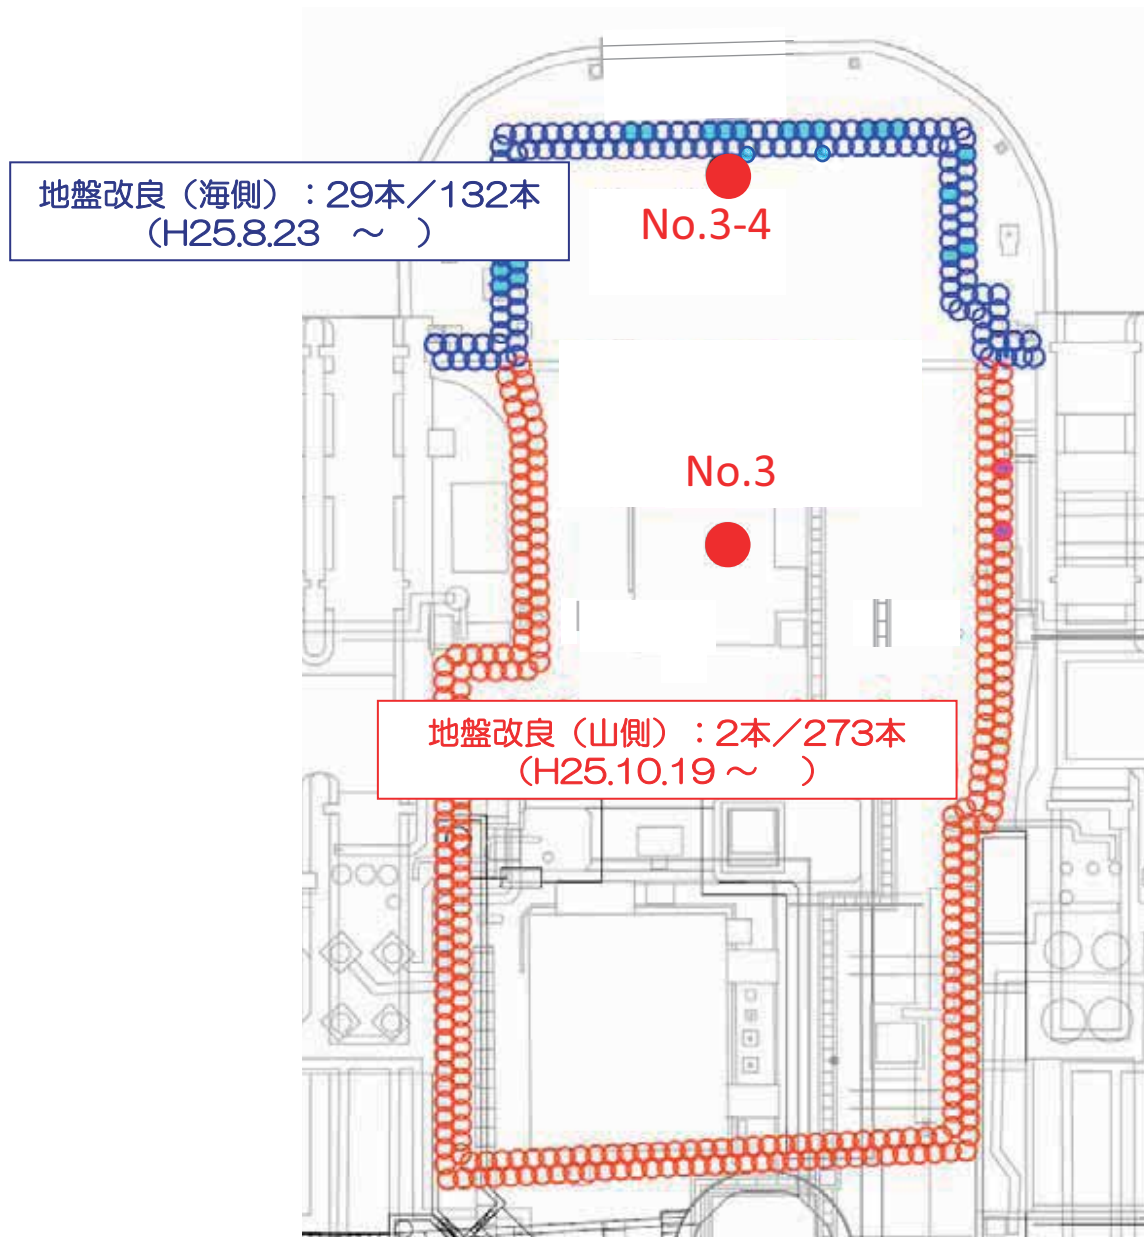 地盤改良（海側）：29本／132本
（H25.8.23　～　）
No.3-4
No.3
地盤改良（山側）：2本／273本
（H25.10.19 ～　）